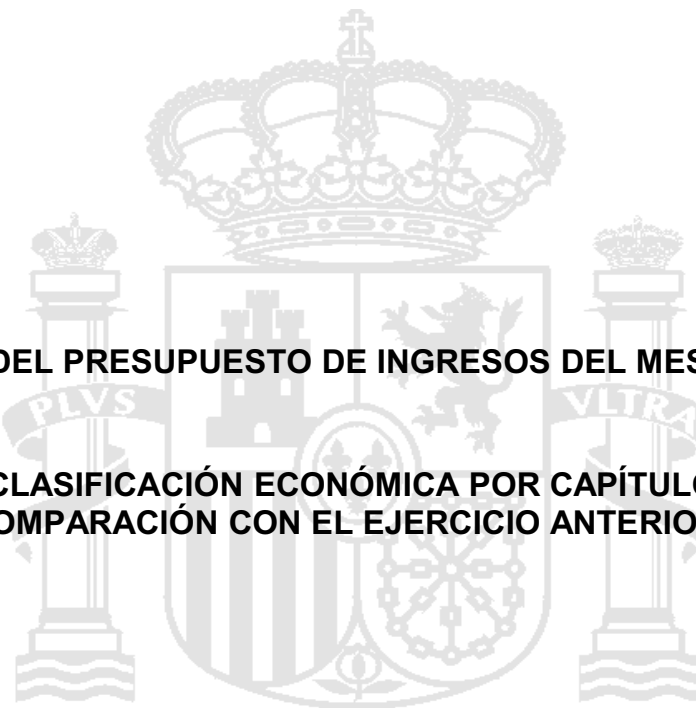 DEL PRESUPUESTO DE INGRESOS DEL MES
PLVS
VLTRA
CLASIFICACIÓN ECONÓMICA POR CAPÍTULO
OMPARACIÓN CON EL EJERCICIO ANTERIO